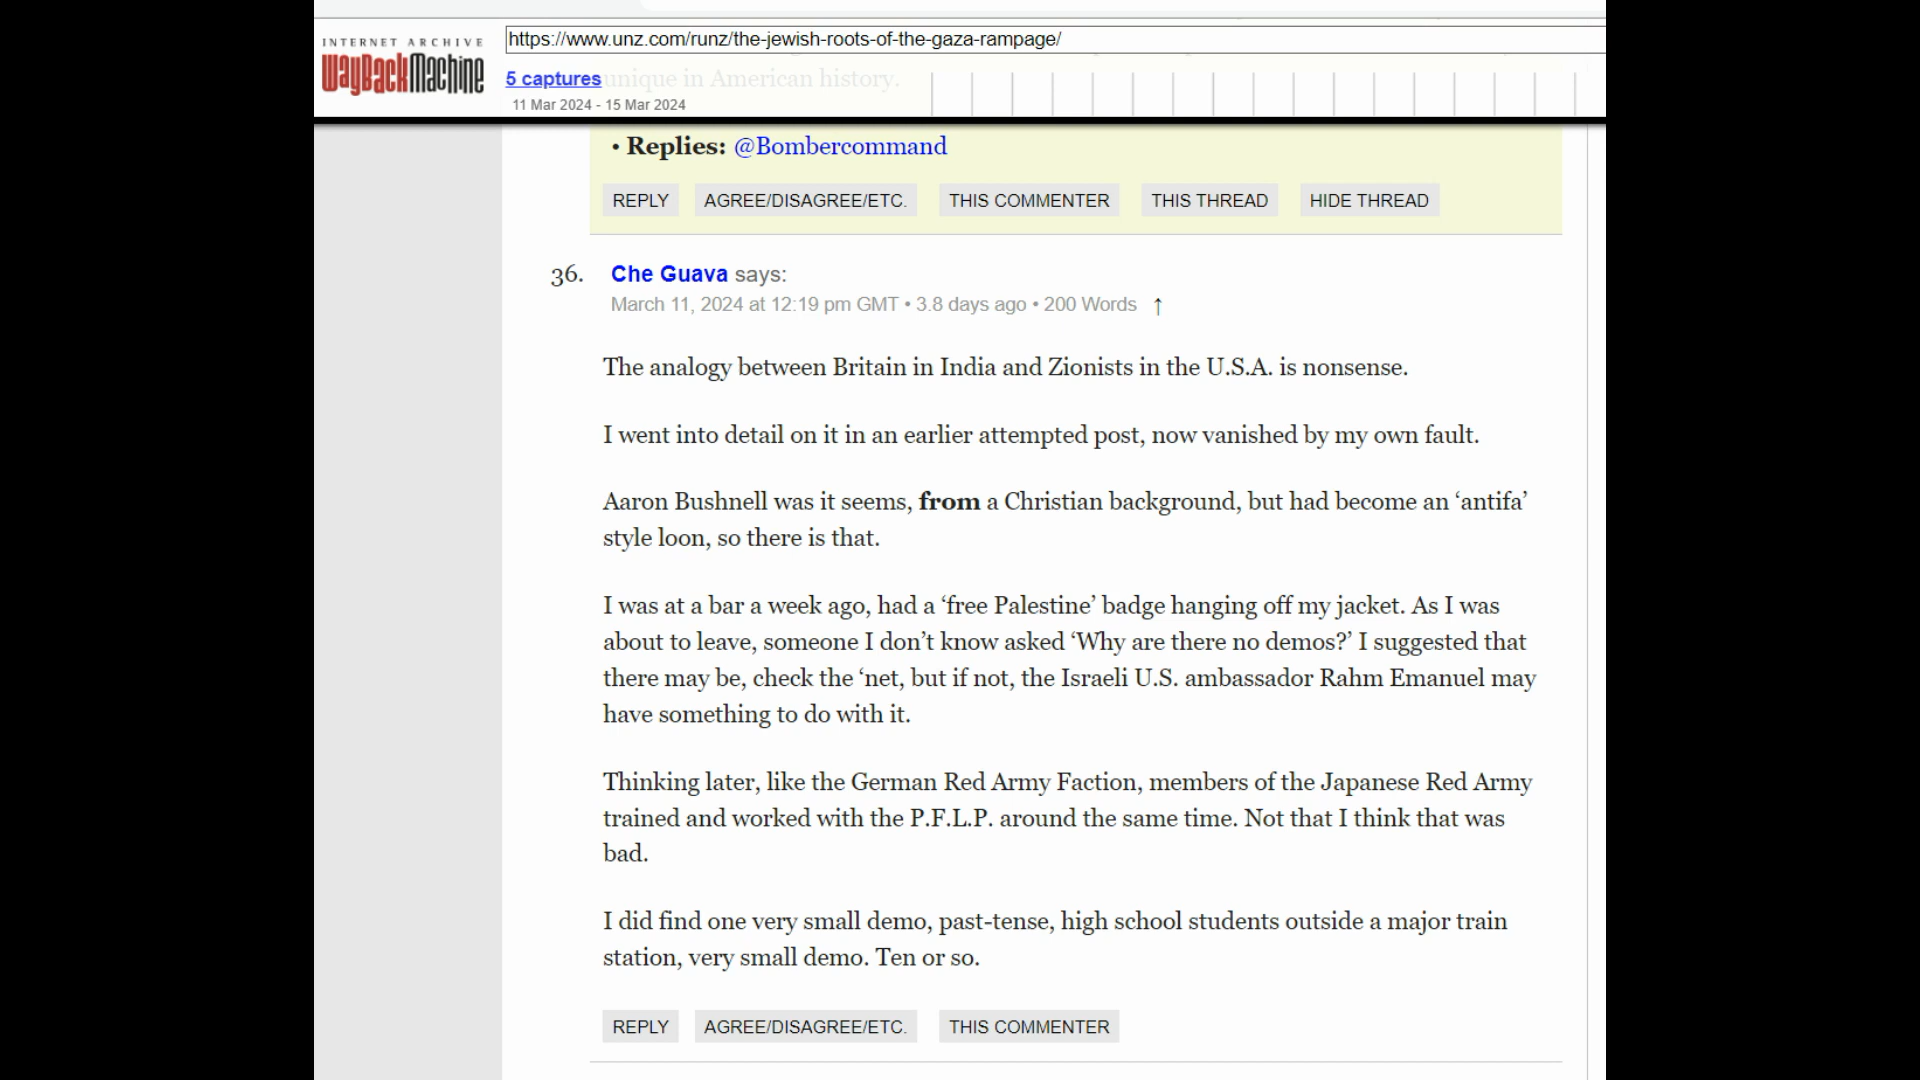 INTERNET ARCHIVE
WayBackMachine
https://www.unz.com/runz/the-jewish-roots-of-the-gaza-rampage/
5 captures
unique in American history.
11 Mar 2024 - 15 Mar 2024
• Replies: @Bombercommand
REPLY AGREE/DISAGREE/ETC. THIS COMMENTER THIS THREAD HIDE THREAD
36. Che Guava says:
March 11, 2024 at 12:19 pm GMT • 3.8 days ago • 200 Words ↑
The analogy between Britain in India and Zionists in the U.S.A. is nonsense.
I went into detail on it in an earlier attempted post, now vanished by my own fault.
Aaron Bushnell was it seems, from a Christian background, but had become an ‘antifa’
style loon, so there is that.
I was at a bar a week ago, had a ‘free Palestine’ badge hanging off my jacket. As I was
about to leave, someone I don’t know asked ‘Why are there no demos?’ I suggested that
there may be, check the ‘net, but if not, the Israeli U.S. ambassador Rahm Emanuel may
have something to do with it.
Thinking later, like the German Red Army Faction, members of the Japanese Red Army
trained and worked with the P.F.L.P. around the same time. Not that I think that was
bad.
I did find one very small demo, past-tense, high school students outside a major train
station, very small demo. Ten or so.
REPLY AGREE/DISAGREE/ETC. THIS COMMENTER